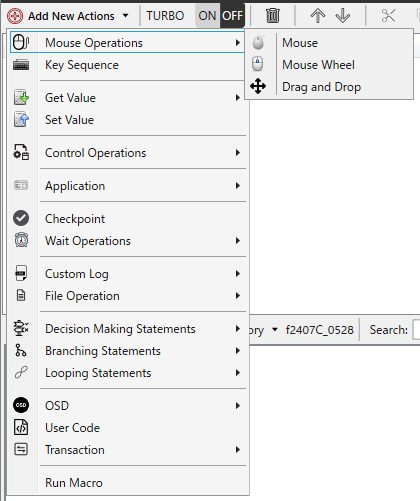 Add New Actions TURBO ON OFF
Mouse Operations
Mouse
Key Sequence
Mouse Wheel
Get Value
Drag and Drop
Set Value
Control Operations
Application
Checkpoint
Wait Operations
Custom Log
LOG
File Operation
Decision Making Statements
ory f2407C_0528 Search:
Branching Statements
Looping Statements
OSD OSD
User Code
Transaction
Run Macro